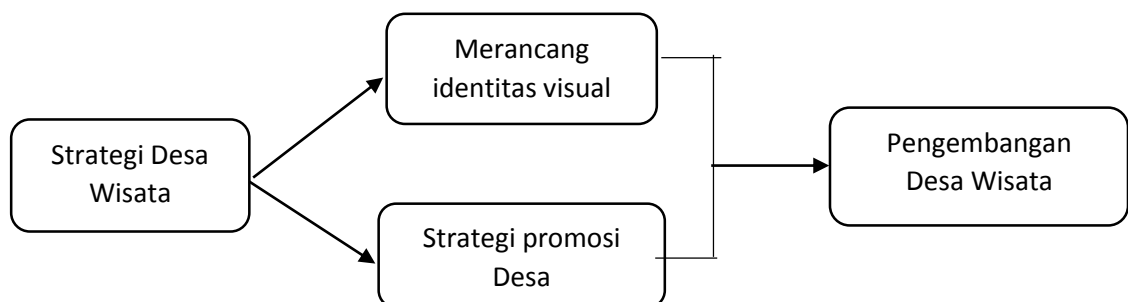 Strategi Desa
Wisata
Merancang
identitas visual
Strategi promosi
Desa
Pengembangan
Desa Wisata